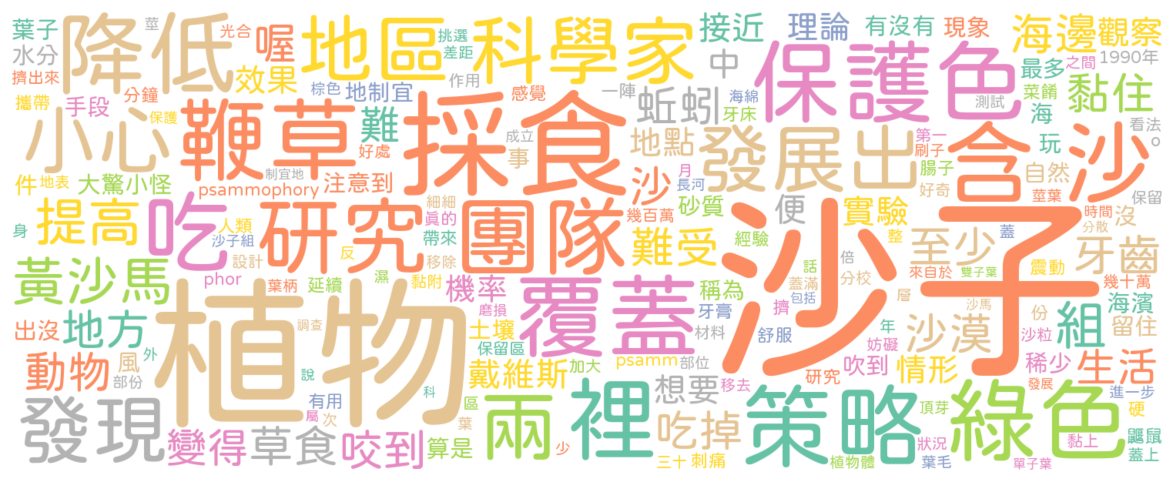 葉子
莖
降低
光合
喔
地區
科學家
挑選
差距
接近
理論
有沒有
現象
海邊
觀察
水分
擠出來
效果
棕色
地制宜
作用
中
保護色
1990年
最多
之間
菜餚
黏住
攜帶
手段
分鐘
保護
感覺
一陣
蚯蚓
海綿
牙床
測試
海
小心
鞭草
難
好處
採食
成立
事
地點
發展出
第一
刷子
含沙
玩
看法
。
件
地表
大驚小怪
制宜地
psammophory
注意到
沙
月
長河
腸子
好奇
自然
莖葉
保留
身
提高
吃
人類
沙子組
設計
研究
細細
真的
帶來
反
移除
團隊
難受
幾百萬
砂質
經驗
沙子
便
實驗
整
至少
蓋
時間
分散
沒
牙齒
震動
黃沙馬
phor
葉柄
延續
濕
黏附
機率
磨損
覆蓋
稱為
牙膏
材料
話
蓋滿
包括
擠
倍
分校
來自於
雙子葉
層
沙馬
幾十萬
海濱
份
出沒
地方
外
植物
調查
土壤
保留區
舒服
年
妨礙
沙漠
沙粒
組
留住
動物
風
部份
說
科
戴維斯
加大
psamm
部位
移去
研究
吹到
情形
稀少
發展
生活
進一步
發現
變得
有用
屬
次
草食
咬到
算是
區
葉
兩
少
裡
想要
吃掉
三十
刺痛
策略
植物體
頂芽
狀況
葉毛
綠色
黏上
單子葉
硬
鼴鼠
蓋上